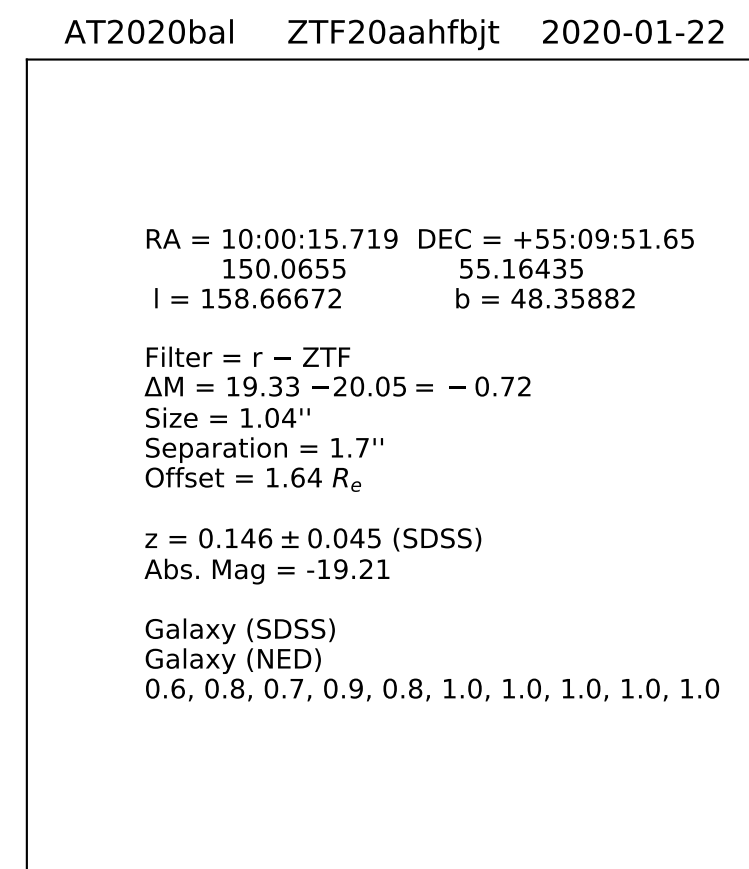 AT2020bal ZTF20aahfbjt 2020-01-22
RA = 10:00:15.719 DEC = +55:09:51.65
150.0655 55.16435
l = 158.66672 b = 48.35882
Filter = r − ZTF
ΔM = 19.33 −20.05 = − 0.72
Size = 1.04''
Separation = 1.7''
Offset = 1.64 Rₑ
z = 0.146 ± 0.045 (SDSS)
Abs. Mag = -19.21
Galaxy (SDSS)
Galaxy (NED)
0.6, 0.8, 0.7, 0.9, 0.8, 1.0, 1.0, 1.0, 1.0, 1.0